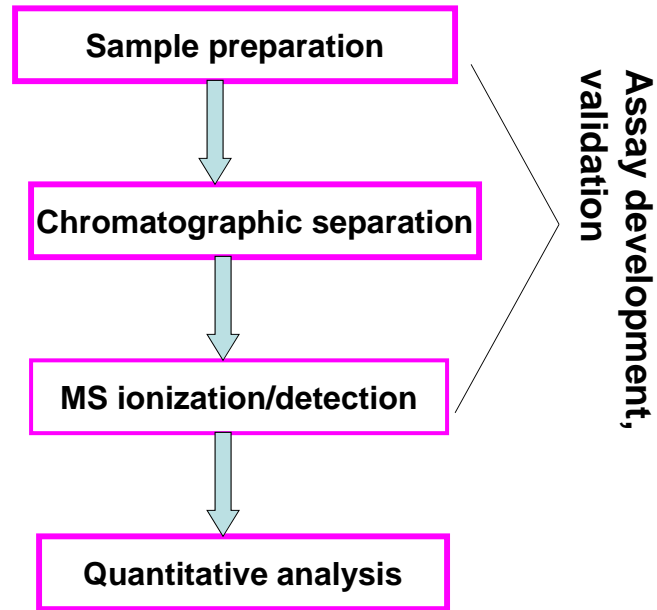 Sample preparation
Chromatographic separation
MS ionization/detection
Quantitative analysis
Assay development,
validation